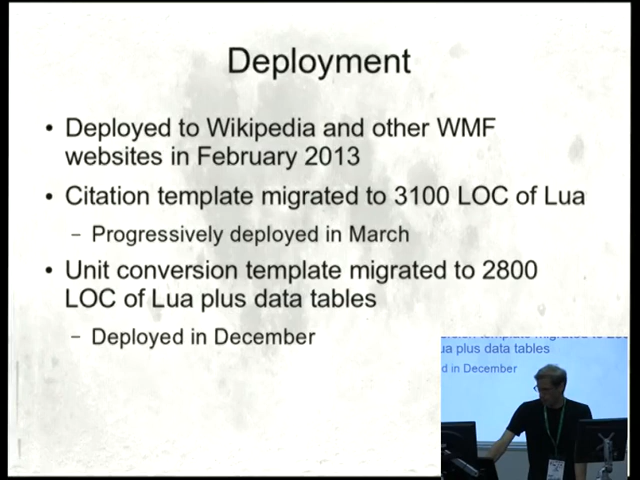 Deployment
• Deployed to Wikipedia and other WMF
websites in February 2013
• Citation template migrated to 3100 LOC of Lua
– Progressively deployed in March
• Unit conversion template migrated to 2800
LOC of Lua plus data tables
– Deployed in December
ua plus data tables
d in December